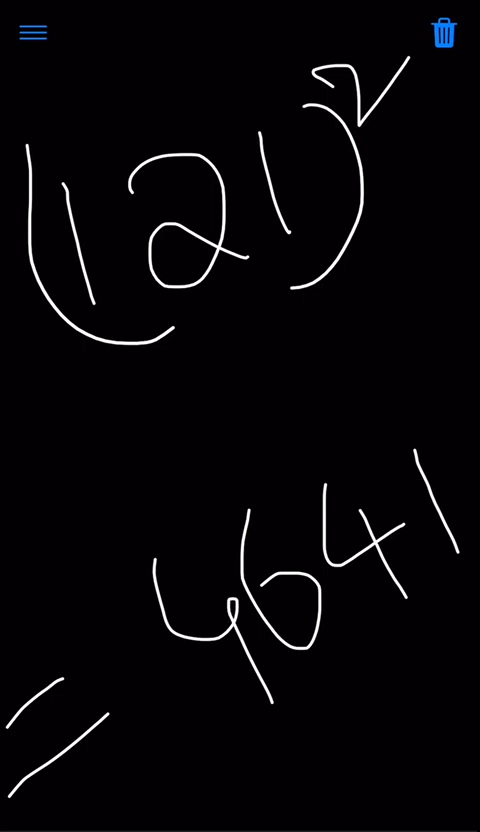 (121)²
= 4641